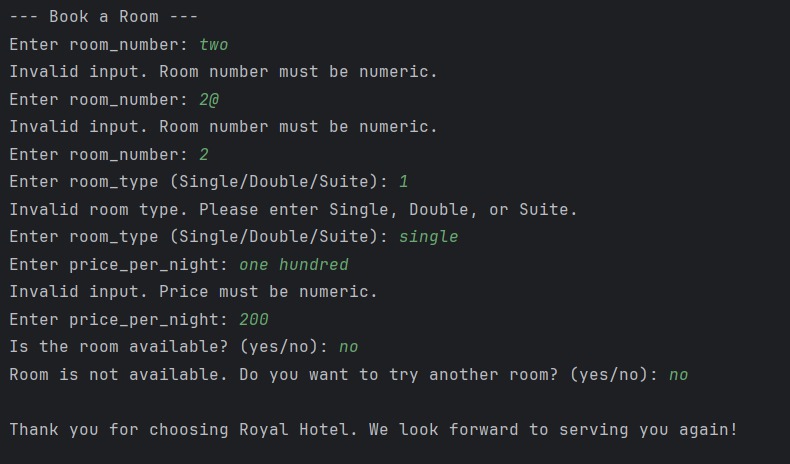 --- Book a Room ---
Enter room_number: two
Invalid input. Room number must be numeric.
Enter room_number: 2@
Invalid input. Room number must be numeric.
Enter room_number: 2
Enter room_type (Single/Double/Suite): 1
Invalid room type. Please enter Single, Double, or Suite.
Enter room_type (Single/Double/Suite): single
Enter price_per_night: one hundred
Invalid input. Price must be numeric.
Enter price_per_night: 200
Is the room available? (yes/no): no
Room is not available. Do you want to try another room? (yes/no): no
Thank you for choosing Royal Hotel. We look forward to serving you again!